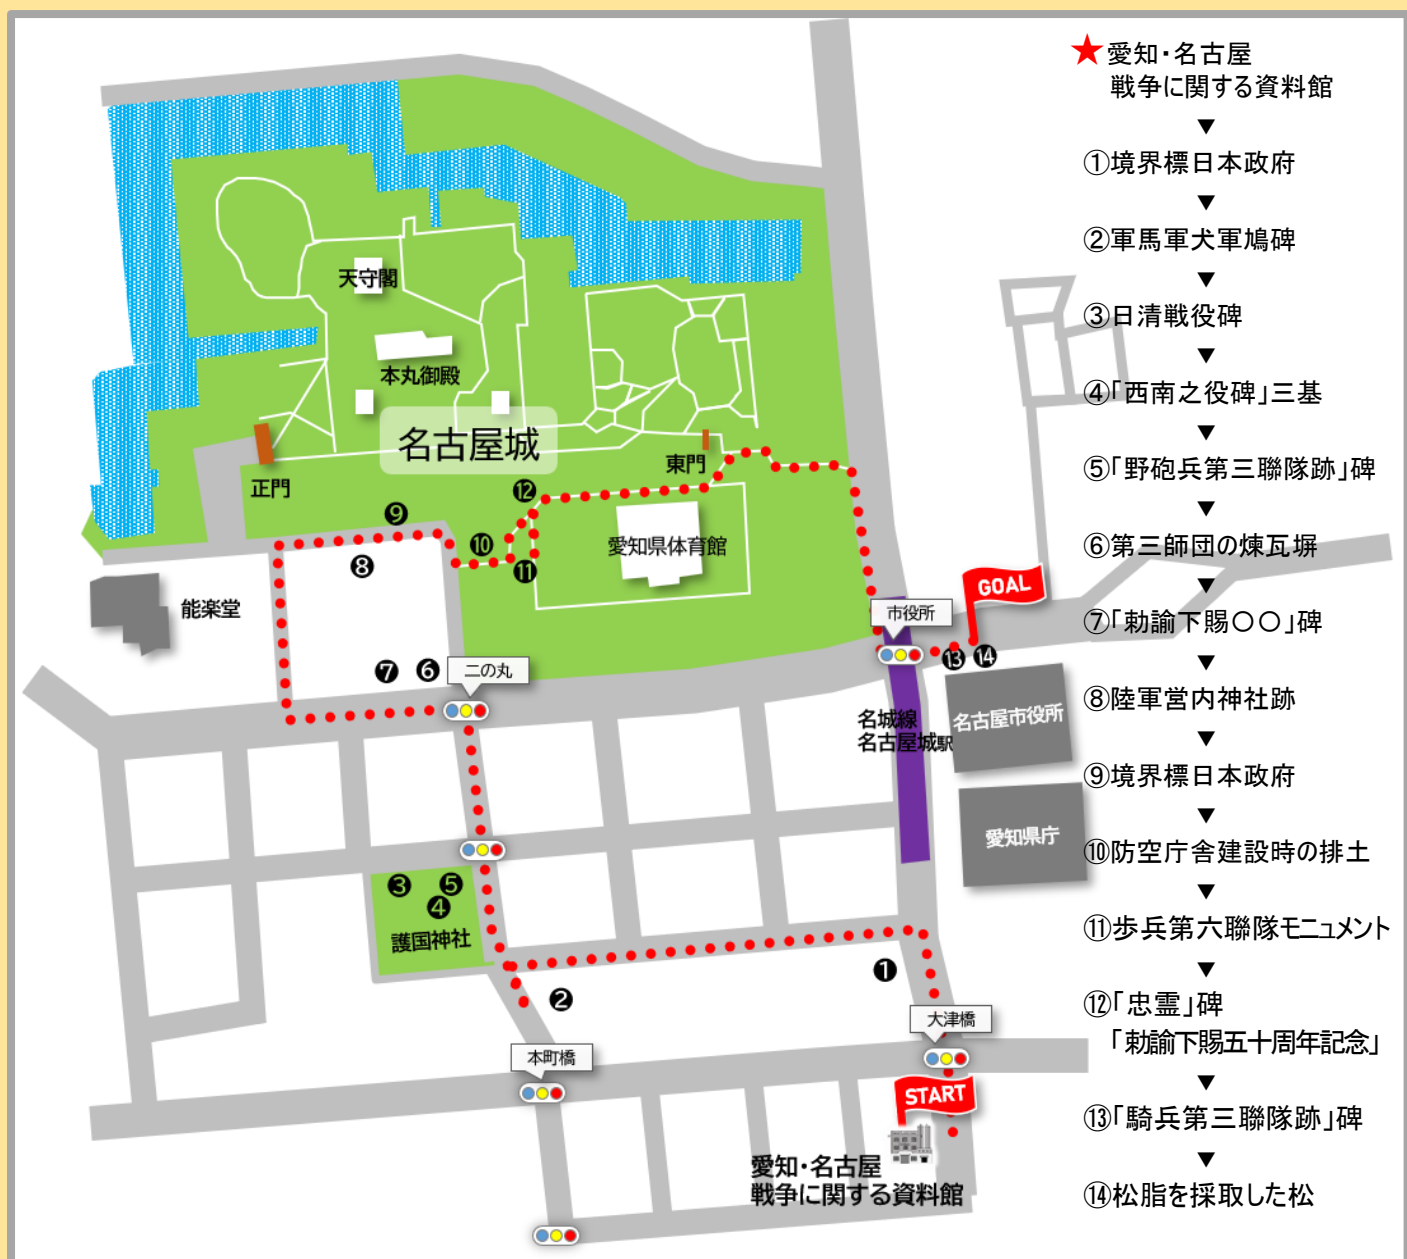 ★愛知・名古屋
戦争に関する資料館
▼
①境界標日本政府
▼
②軍馬軍犬軍鳩碑
▼
③日清戦役碑
▼
④「西南之役碑」三基
▼
⑤「野砲兵第三聯隊跡」碑
▼
⑥第三師団の煉瓦塀
▼
⑦「勅諭下賜〇〇」碑
▼
⑧陸軍営内神社跡
▼
⑨境界標日本政府
▼
⑩防空庁舎建設時の排土
▼
⑪歩兵第六聯隊モニュメント
▼
⑫「忠霊」碑
「勅諭下賜五十周年記念」
▼
⑬「騎兵第三聯隊跡」碑
▼
⑭松脂を採取した松
天守閣
本丸御殿
名古屋城
正門
東門
⓬
❾
❿
⓫
❽
愛知県体育館
能楽堂
GOAL
市役所
⓭
⓮
❼
❻
二の丸
名城線
名古屋城駅
名古屋市役所
愛知県庁
❸
❺
❹
護国神社
❶
❷
大津橋
本町橋
START
愛知・名古屋
戦争に関する資料館